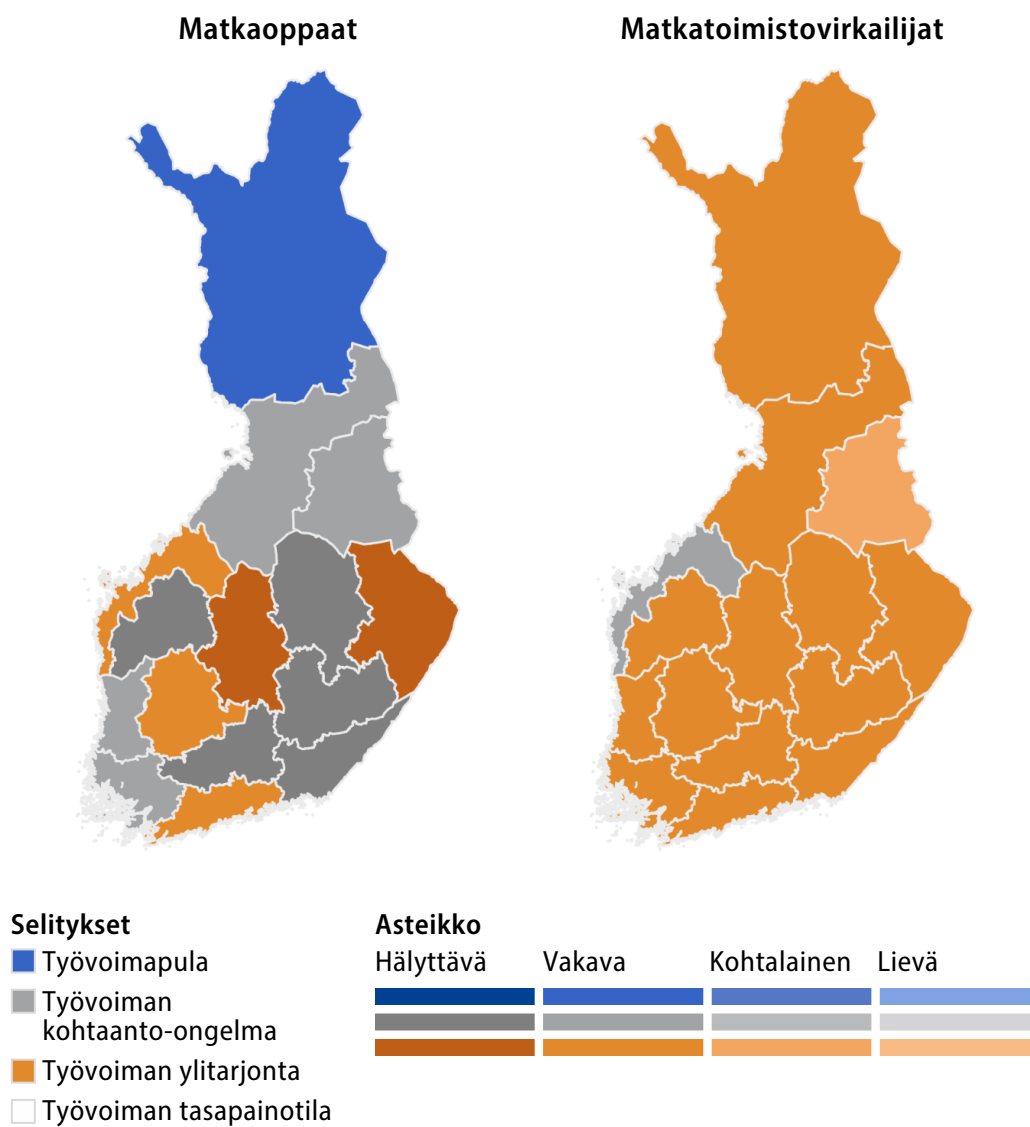 Matkaoppaat
Matkatoimistovirkailijat
Selitykset
Työvoimapula
Työvoiman
kohtaanto-ongelma
Työvoiman ylitarjonta
Työvoiman tasapainotila
Asteikko
Hälyttävä Vakava Kohtalainen Lievä